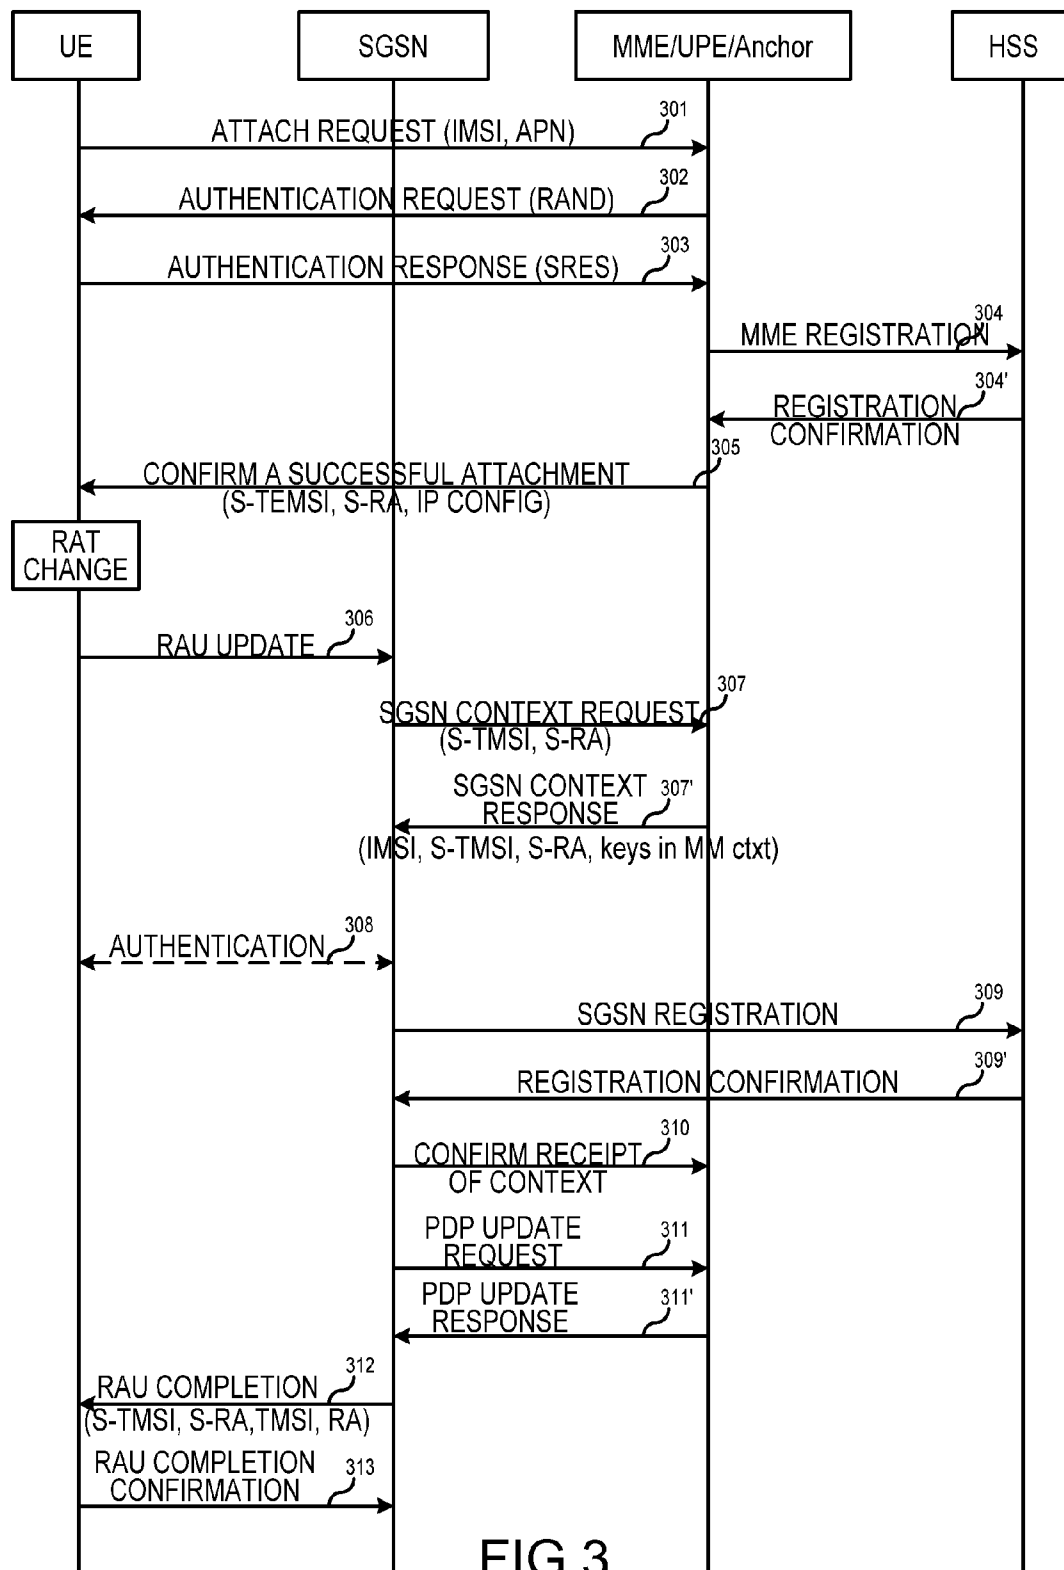 UE
SGSN
MME/UPE/Anchor
HSS
301
ATTACH REQUEST (IMSI, APN)
302
AUTHENTICATION REQUEST (RAND)
303
AUTHENTICATION RESPONSE (SRES)
304
MME REGISTRATION
304'
REGISTRATION
CONFIRMATION
305
CONFIRM A SUCCESSFUL ATTACHMENT
(S-TEMSI, S-RA, IP CONFIG)
RAT
CHANGE
306
RAU UPDATE
307
SGSN CONTEXT REQUEST
(S-TMSI, S-RA)
SGSN CONTEXT
307'
RESPONSE
(IMSI, S-TMSI, S-RA, keys in MM ctxt)
308
AUTHENTICATION
309
SGSN REGISTRATION
309'
REGISTRATION CONFIRMATION
310
CONFIRM RECEIPT
OF CONTEXT
PDP UPDATE
311
REQUEST
PDP UPDATE
311'
RESPONSE
312
RAU COMPLETION
(S-TMSI, S-RA,TMSI, RA)
RAU COMPLETION
313
CONFIRMATION
FIG.3